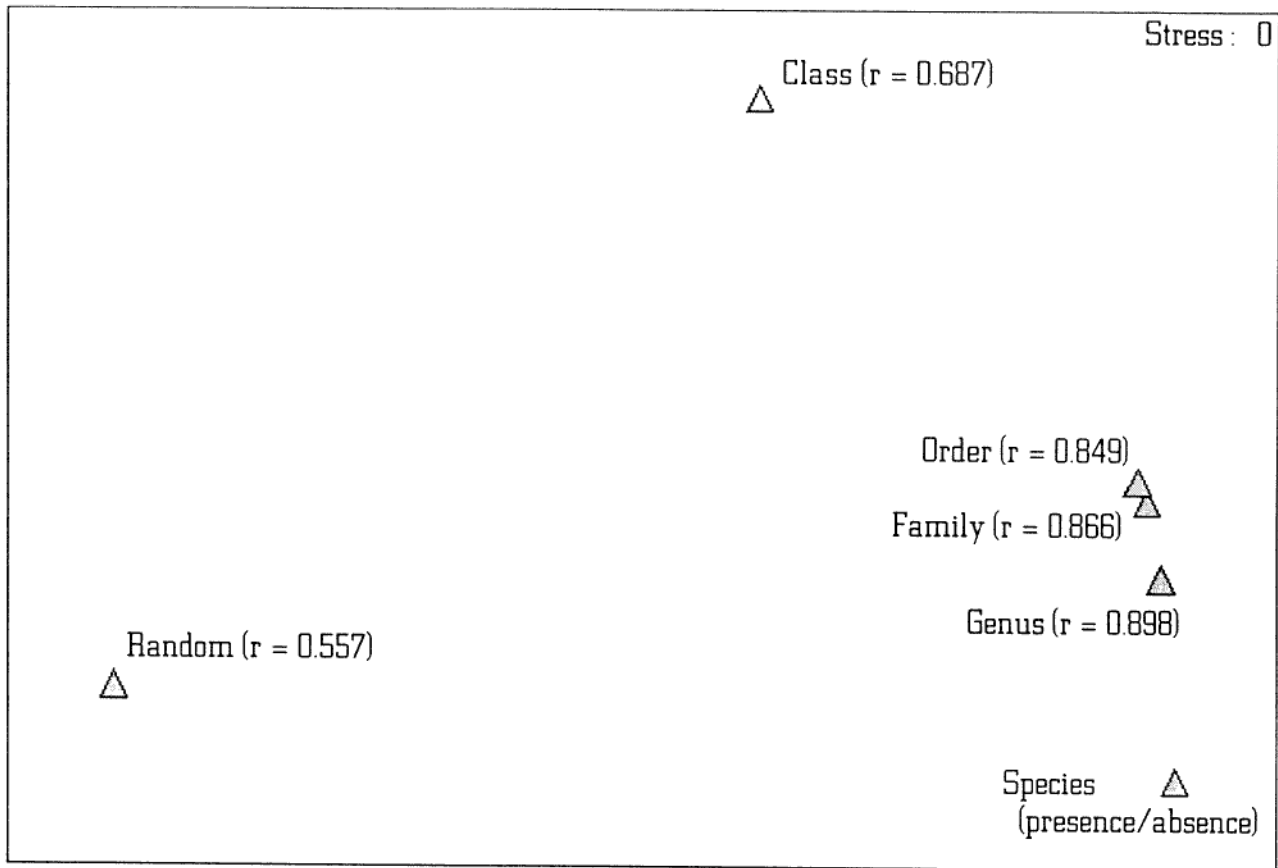 Stress : 0
Class (r = 0.687)
Order (r = 0.849)
Family (r = 0.866)
Genus (r = 0.898)
Random (r = 0.557)
Species
(presence/absence)